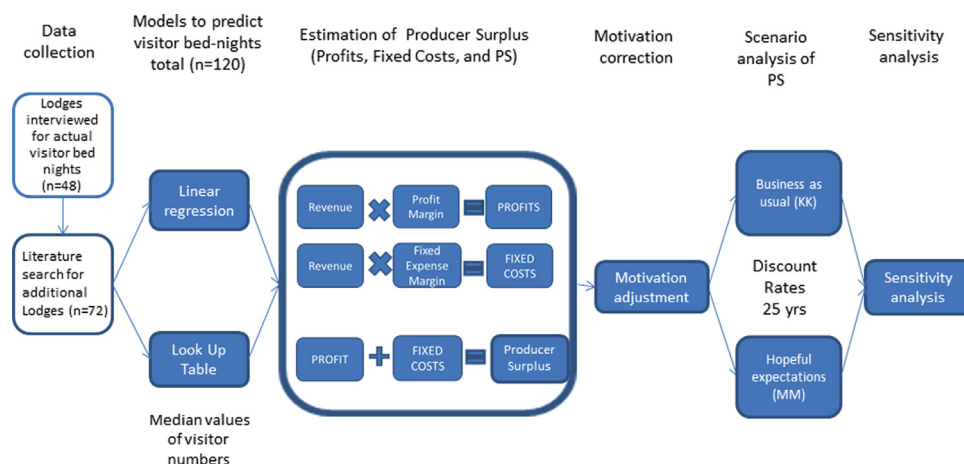 Data
collection
Models to predict
visitor bed-nights
total (n=120)
Estimation of Producer Surplus
(Profits, Fixed Costs, and PS)
Motivation
correction
Scenario
analysis of
PS
Sensitivity
analysis
Lodges
interviewed
for actual
visitor bed
nights
(n=48)
Literature
search for
additional
Lodges (n=72)
Linear
regression
Look Up
Table
Median values
of visitor
numbers
Revenue
Profit
Margin
PROFITS
Revenue
Fixed
Expense
Margin
FIXED
COSTS
PROFIT
FIXED
COSTS
Producer
Surplus
Motivation
adjustment
Business as
usual (KK)
Discount
Rates
25 yrs
Hopeful
expectations
(MM)
Sensitivity
analysis